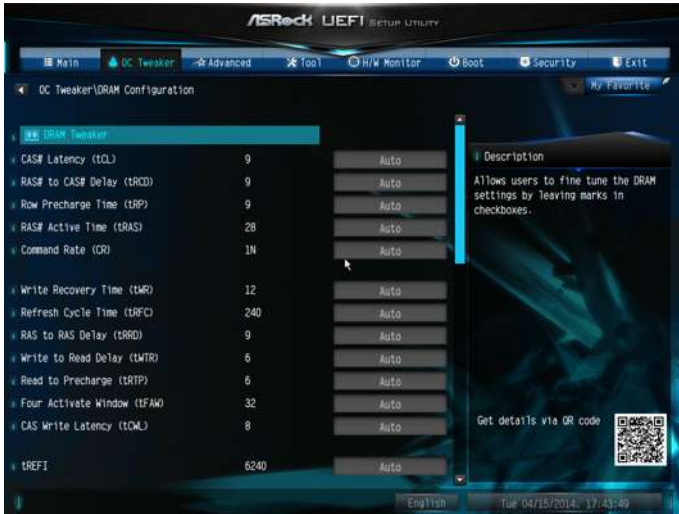 ASRock UEFI SETUP UTILITY
Main OC Tweaker Advanced Tool H/W Monitor Boot Security Exit
OC Tweaker\DRAM Configuration
My Favorite
DRAM Tweaker
CAS# Latency (tCL) 9 Auto
RAS# to CAS# Delay (tRCD) 9 Auto
Row Precharge Time (tRP) 9 Auto
RAS# Active Time (tRAS) 28 Auto
Command Rate (CR) 1N Auto
Write Recovery Time (tWR) 12 Auto
Refresh Cycle Time (tRFC) 240 Auto
RAS to RAS Delay (tRRD) 9 Auto
Write to Read Delay (tWTR) 6 Auto
Read to Precharge (tRTP) 6 Auto
Four Activate Window (tFAW) 32 Auto
CAS Write Latency (tCWL) 8 Auto
tREFI 6240 Auto
Description
Allows users to fine tune the DRAM
settings by leaving marks in
checkboxes.
Get details via QR code
English
Tue 04/15/2014. 17:43:49